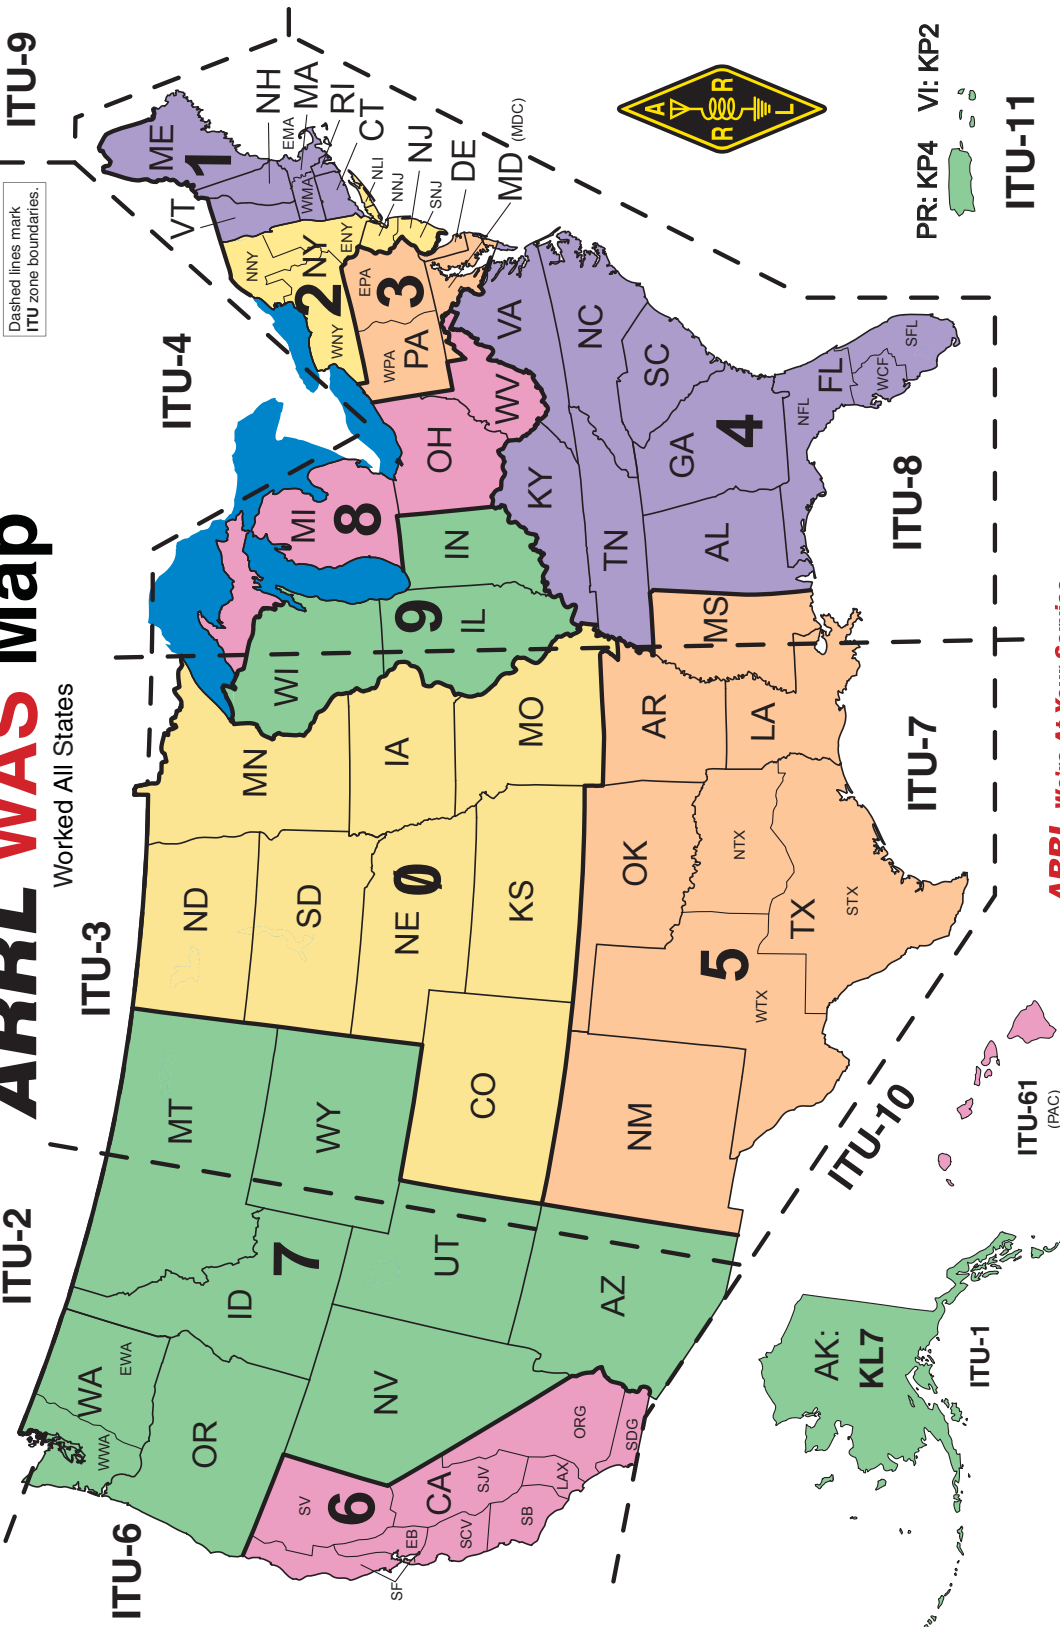 ARRL WAS Map
Worked All States
Dashed lines mark
ITU zone boundaries.
ITU-6
ITU-2
ITU-3
ITU-4
ITU-9
WA
WWA
EWA
OR
ID
MT
WY
7
NV
UT
AZ
6
CA
SV
SF
EB
SCV
SJV
SB
LAX
ORG
SDG
ND
SD
NE
Ø
KS
CO
MN
IA
MO
WI
9
IL
IN
MI
8
OH
WV
NM
OK
AR
LA
MS
5
TX
NTX
WTX
STX
KY
TN
AL
GA
4
SC
NC
VA
FL
NFL
WCF
SFL
3
PA
WPA
EPA
2
NY
WNY
NNY
ENY
1
ME
VT
NH
EMA
MA
WMA
RI
CT
NLI
NNJ
NJ
SNJ
DE
MD (MDC)
A
R R
L
PR: KP4 VI: KP2
ITU-11
ITU-8
ITU-7
ITU-10
ITU-61
(PAC)
AK:
KL7
ITU-1